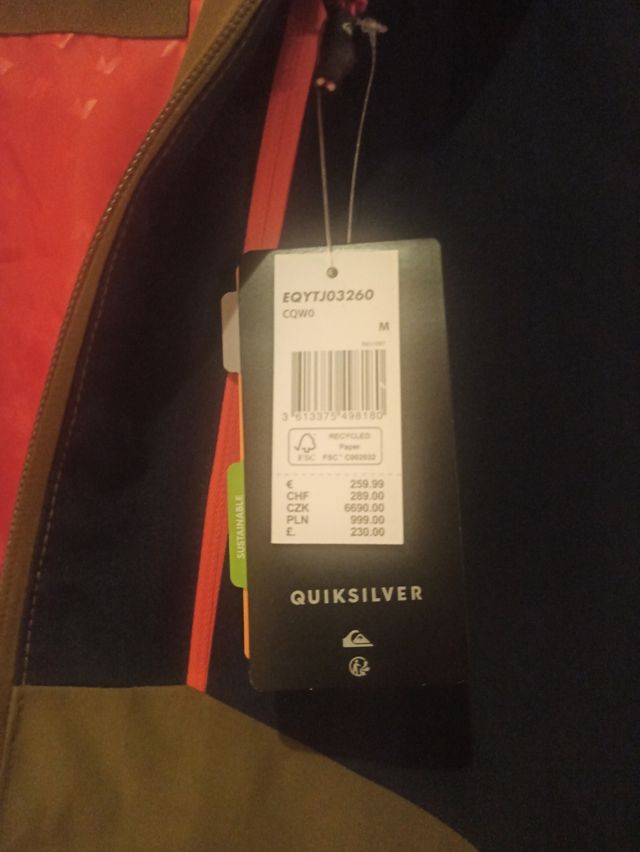 EQYTJ03260
CQW0
M
3 613375 498180
RECYCLED
Paper
FSC
FSC™ C002032
€ 259.99
CHF 289.00
CZK 6690.00
PLN 999.00
£. 230.00
SUSTAINABLE
QUIKSILVER